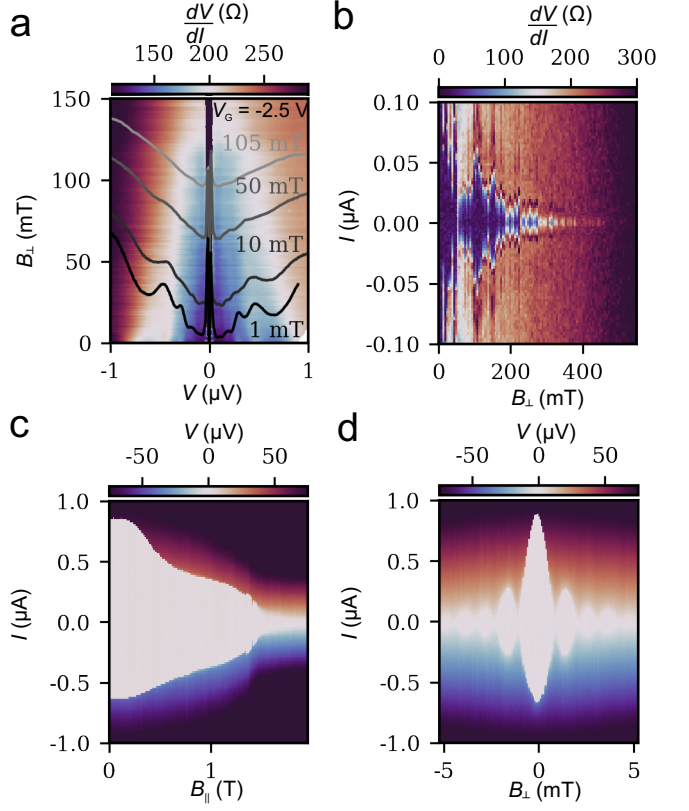 a
dV/dI (Ω)
150 200 250
V_G = -2.5 V
105 mT
50 mT
10 mT
1 mT
150
100
50
0
B⊥ (mT)
-1 0 1
V (μV)
b
dV/dI (Ω)
0 100 200 300
0.10
0.05
0.00
-0.05
-0.10
I (μA)
0 200 400
B⊥ (mT)
c
V (μV)
-50 0 50
1.0
0.5
0.0
-0.5
-1.0
I (μA)
0 1
B∥ (T)
d
V (μV)
-50 0 50
1.0
0.5
0.0
-0.5
-1.0
I (μA)
-5 0 5
B⊥ (mT)